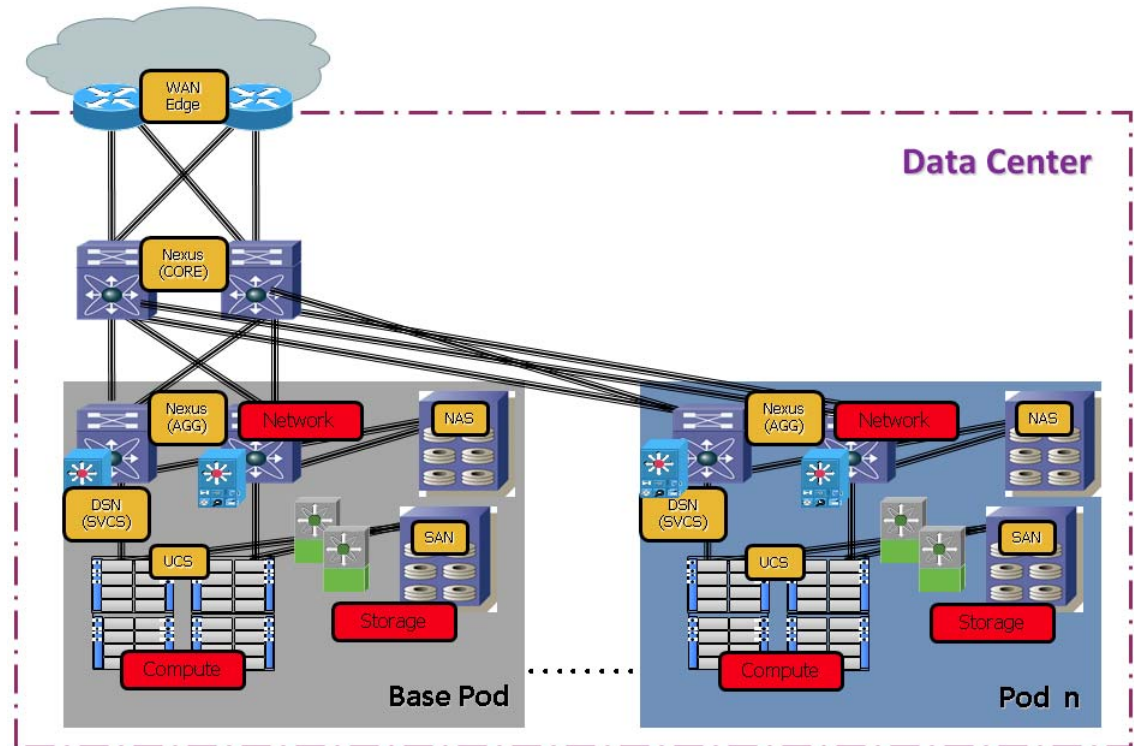 WAN
Edge
Data Center
Nexus
(CORE)
Nexus
(AGG)
Network
NAS
DSN
(SVCS)
UCS
SAN
Storage
Compute
Base Pod
Nexus
(AGG)
Network
NAS
DSN
(SVCS)
UCS
SAN
Storage
Compute
Pod n